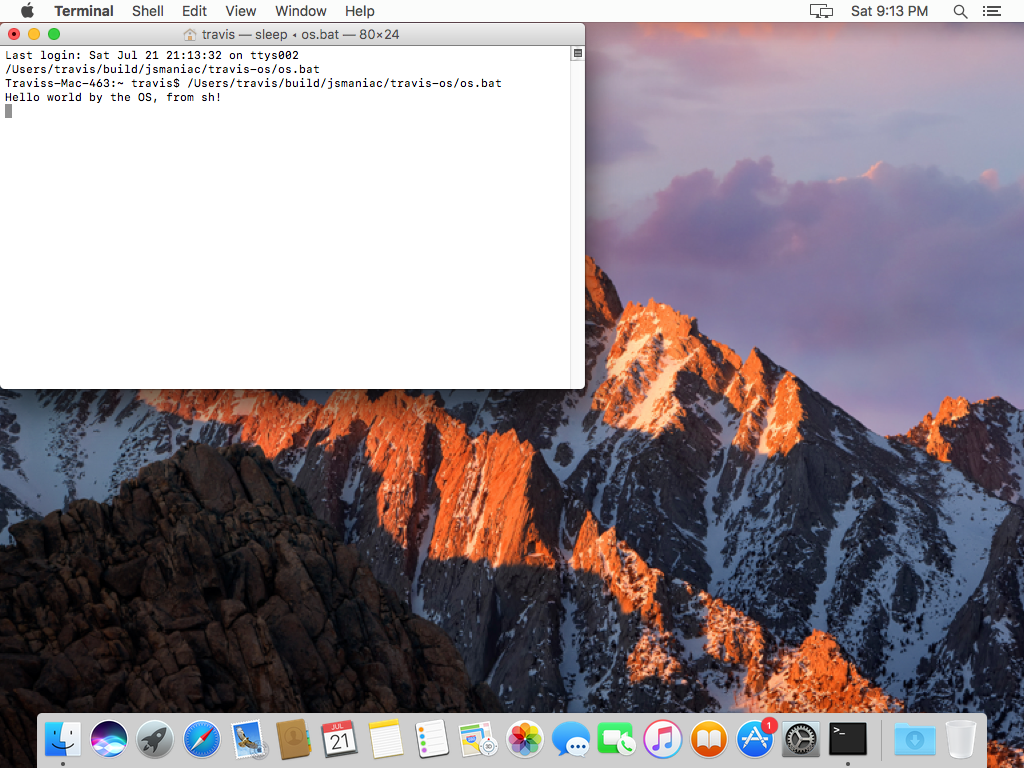 Terminal Shell Edit View Window Help Sat 9:13 PM
travis — sleep ◂ os.bat — 80×24
Last login: Sat Jul 21 21:13:32 on ttys002
/Users/travis/build/jsmaniac/travis-os/os.bat
Traviss-Mac-463:~ travis$ /Users/travis/build/jsmaniac/travis-os/os.bat
Hello world by the OS, from sh!
JUL
21
3D
1
>_